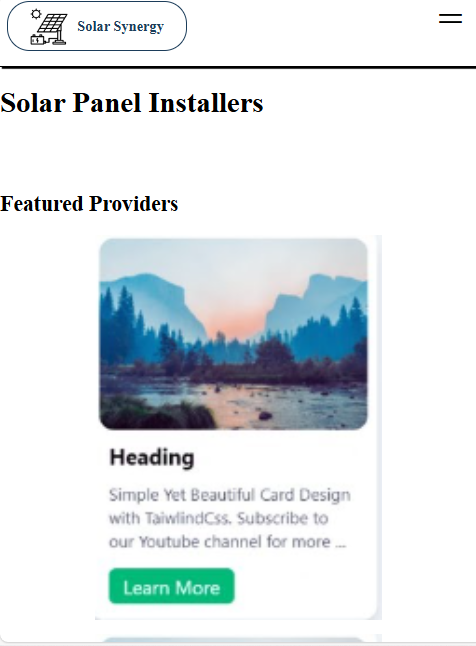 Solar Synergy
Solar Panel Installers
Featured Providers
Heading
Simple Yet Beautiful Card Design
with TaiwlindCss. Subscribe to
our Youtube channel for more ...
Learn More